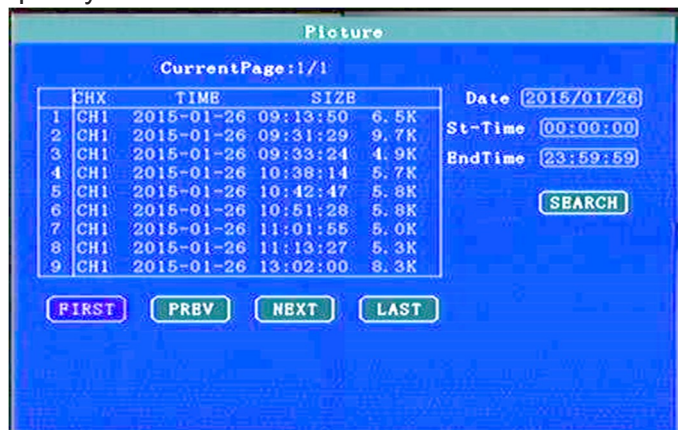 Picture
CurrentPage:1/1
CHX TIME SIZE
1 CH1 2015-01-26 09:13:50 6.5K
2 CH1 2015-01-26 09:31:29 9.7K
3 CH1 2015-01-26 09:33:24 4.9K
4 CH1 2015-01-26 10:38:14 5.7K
5 CH1 2015-01-26 10:42:47 5.8K
6 CH1 2015-01-26 10:51:28 5.8K
7 CH1 2015-01-26 11:01:55 5.0K
8 CH1 2015-01-26 11:13:27 5.3K
9 CH1 2015-01-26 13:02:00 8.3K
Date 2015/01/26
St-Time 00:00:00
EndTime 23:59:59
SEARCH
FIRST PREV NEXT LAST